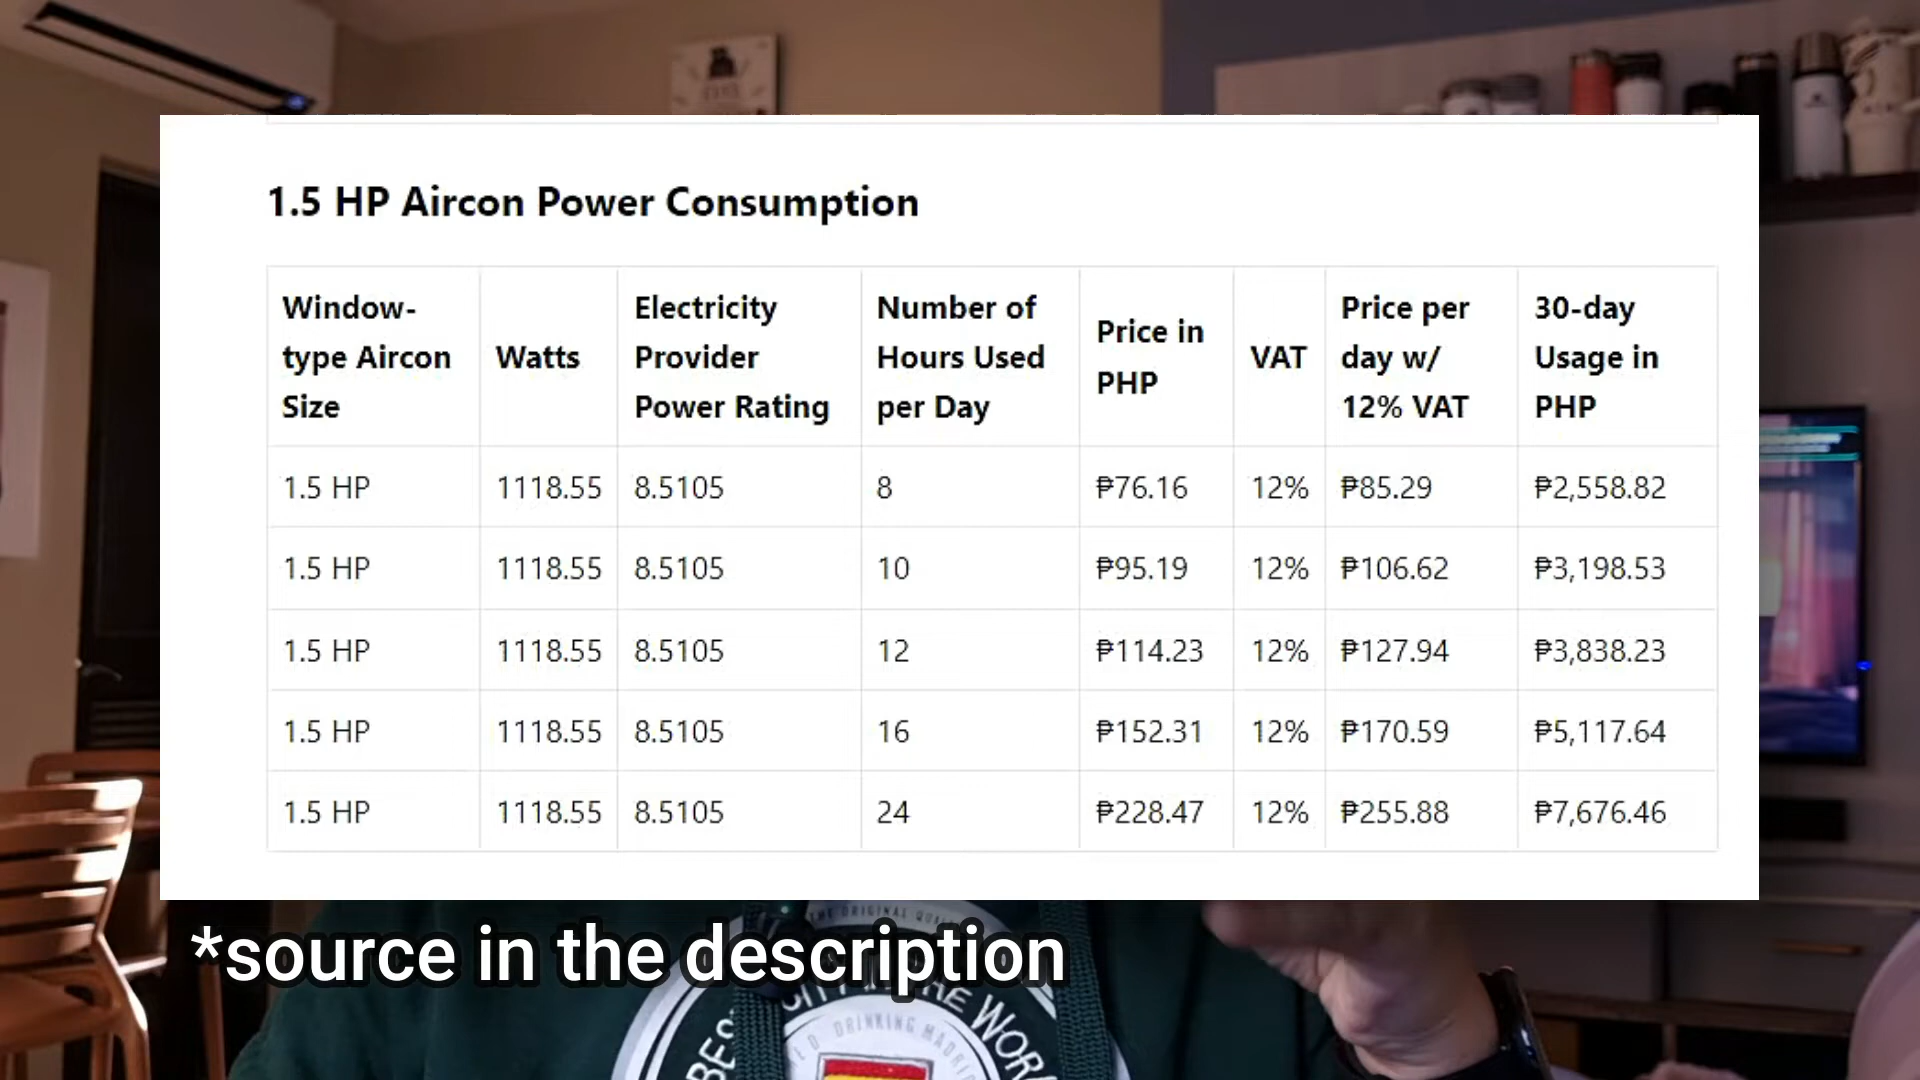 1.5 HP Aircon Power Consumption
Window-type Aircon Size | Watts | Electricity Provider Power Rating | Number of Hours Used per Day | Price in PHP | VAT | Price per day w/ 12% VAT | 30-day Usage in PHP
1.5 HP | 1118.55 | 8.5105 | 8 | ₱76.16 | 12% | ₱85.29 | ₱2,558.82
1.5 HP | 1118.55 | 8.5105 | 10 | ₱95.19 | 12% | ₱106.62 | ₱3,198.53
1.5 HP | 1118.55 | 8.5105 | 12 | ₱114.23 | 12% | ₱127.94 | ₱3,838.23
1.5 HP | 1118.55 | 8.5105 | 16 | ₱152.31 | 12% | ₱170.59 | ₱5,117.64
1.5 HP | 1118.55 | 8.5105 | 24 | ₱228.47 | 12% | ₱255.88 | ₱7,676.46
*source in the description
THE ORIGINAL
DRINKING